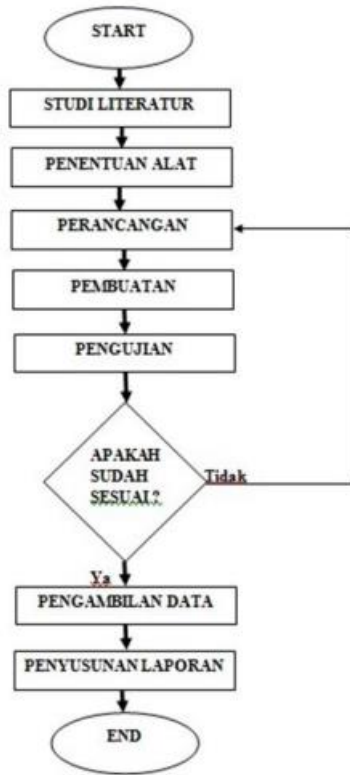 START
STUDI LITERATUR
PENENTUAN ALAT
PERANCANGAN
PEMBUATAN
PENGUJIAN
APAKAH
SUDAH
SESUAI?
Tidak
Ya
PENGAMBILAN DATA
PENYUSUNAN LAPORAN
END